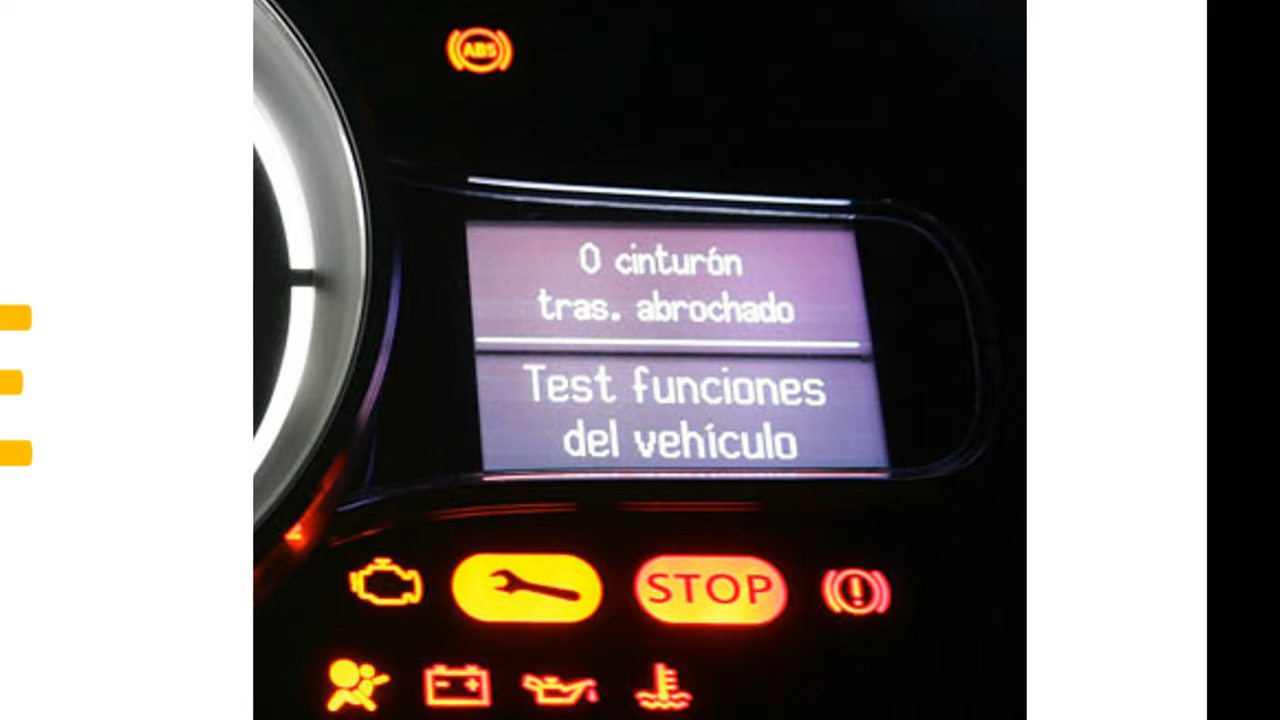 ABS
0 cinturón
tras. abrochado
Test funciones
del vehículo
STOP